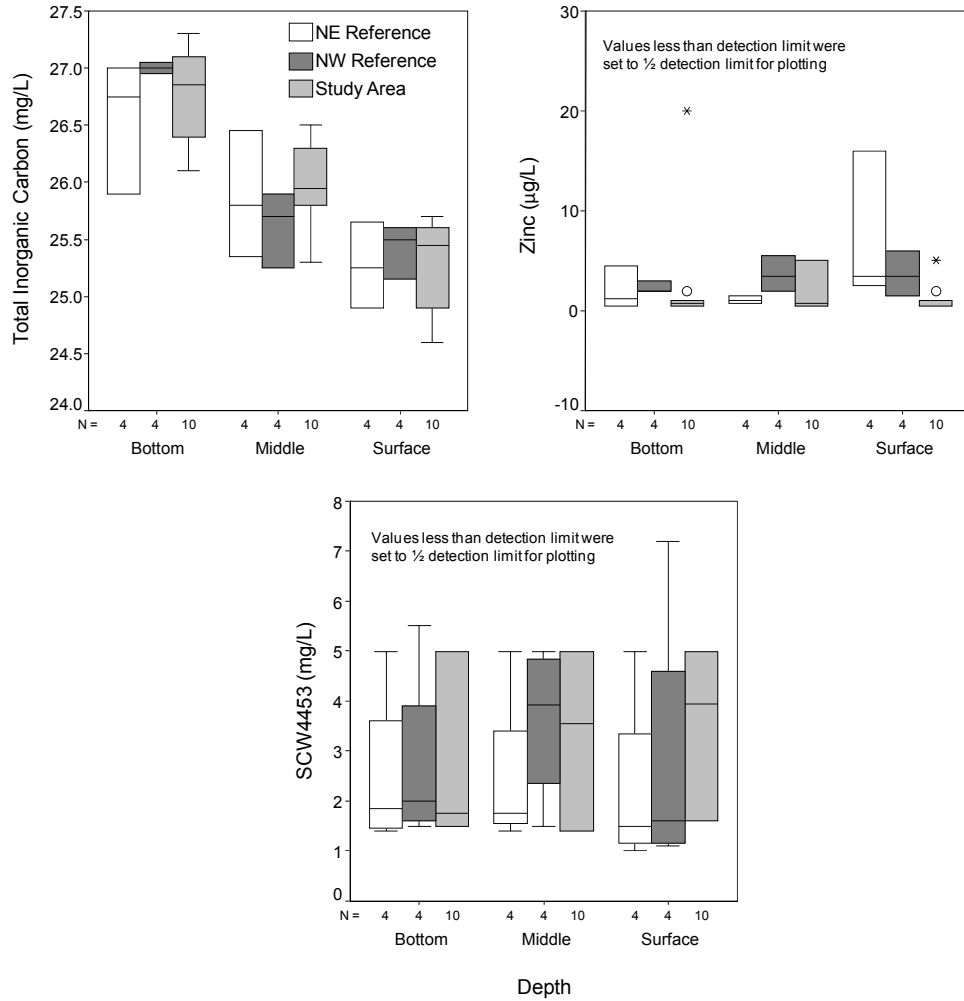 Total Inorganic Carbon (mg/L)
27.5
27.0
26.5
26.0
25.5
25.0
24.5
24.0
NE Reference
NW Reference
Study Area
N = 4 4 10 4 4 10 4 4 10
Bottom Middle Surface
Zinc (µg/L)
30
20
10
0
-10
Values less than detection limit were
set to ½ detection limit for plotting
N = 4 4 10 4 4 10 4 4 10
Bottom Middle Surface
SCW4453 (mg/L)
8
7
6
5
4
3
2
1
0
Values less than detection limit were
set to ½ detection limit for plotting
N = 4 4 10 4 4 10 4 4 10
Bottom Middle Surface
Depth